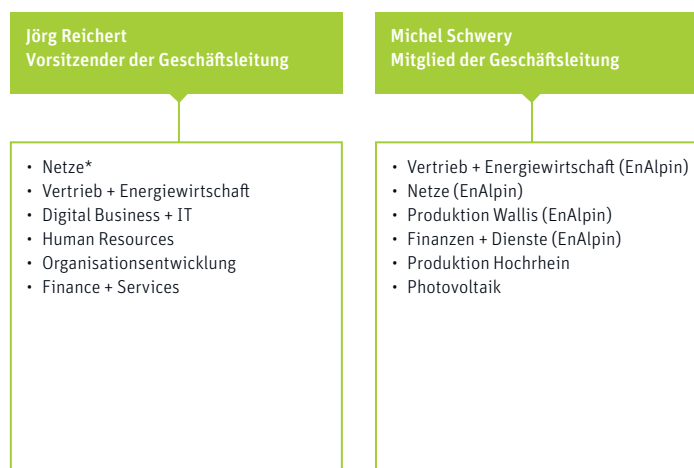 Jörg Reichert
Vorsitzender der Geschäftsleitung
• Netze*
• Vertrieb + Energiewirtschaft
• Digital Business + IT
• Human Resources
• Organisationsentwicklung
• Finance + Services
Michel Schwery
Mitglied der Geschäftsleitung
• Vertrieb + Energiewirtschaft (EnAlpin)
• Netze (EnAlpin)
• Produktion Wallis (EnAlpin)
• Finanzen + Dienste (EnAlpin)
• Produktion Hochrhein
• Photovoltaik